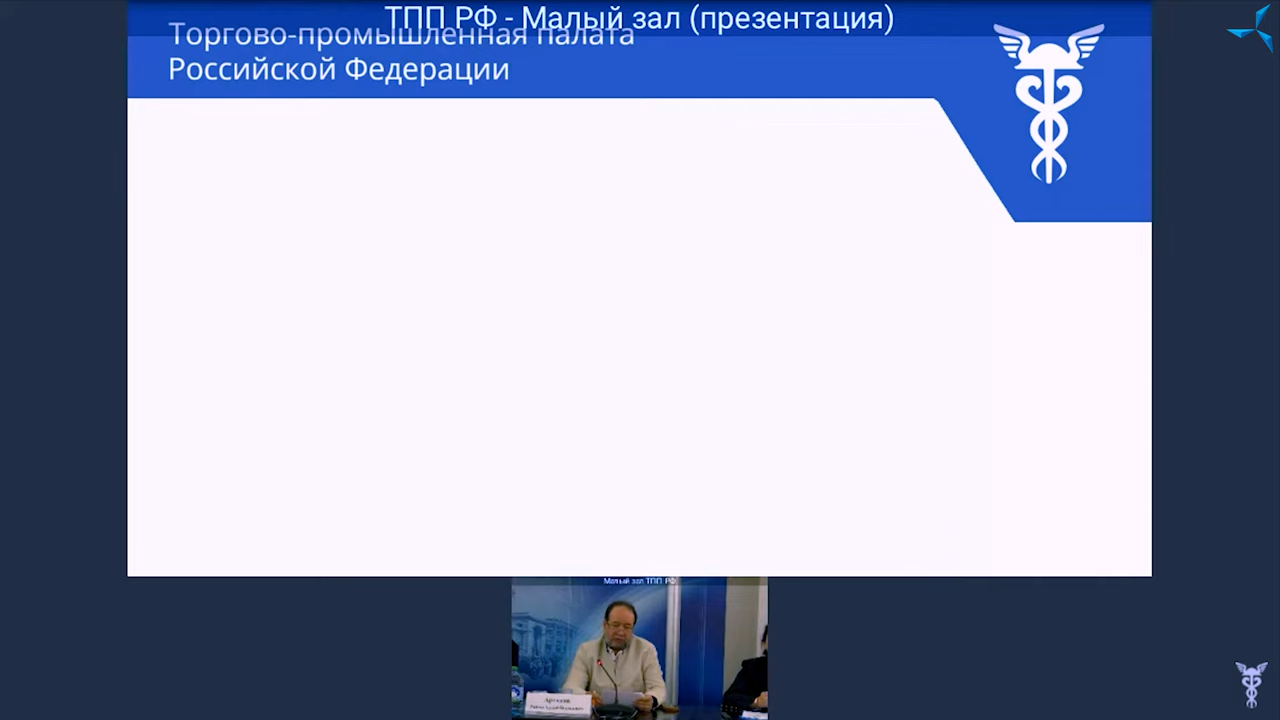 ТПП РФ - Малый зал (презентация)
Торгово-промышленная палата
Российской Федерации
Малый зал ТПП РФ